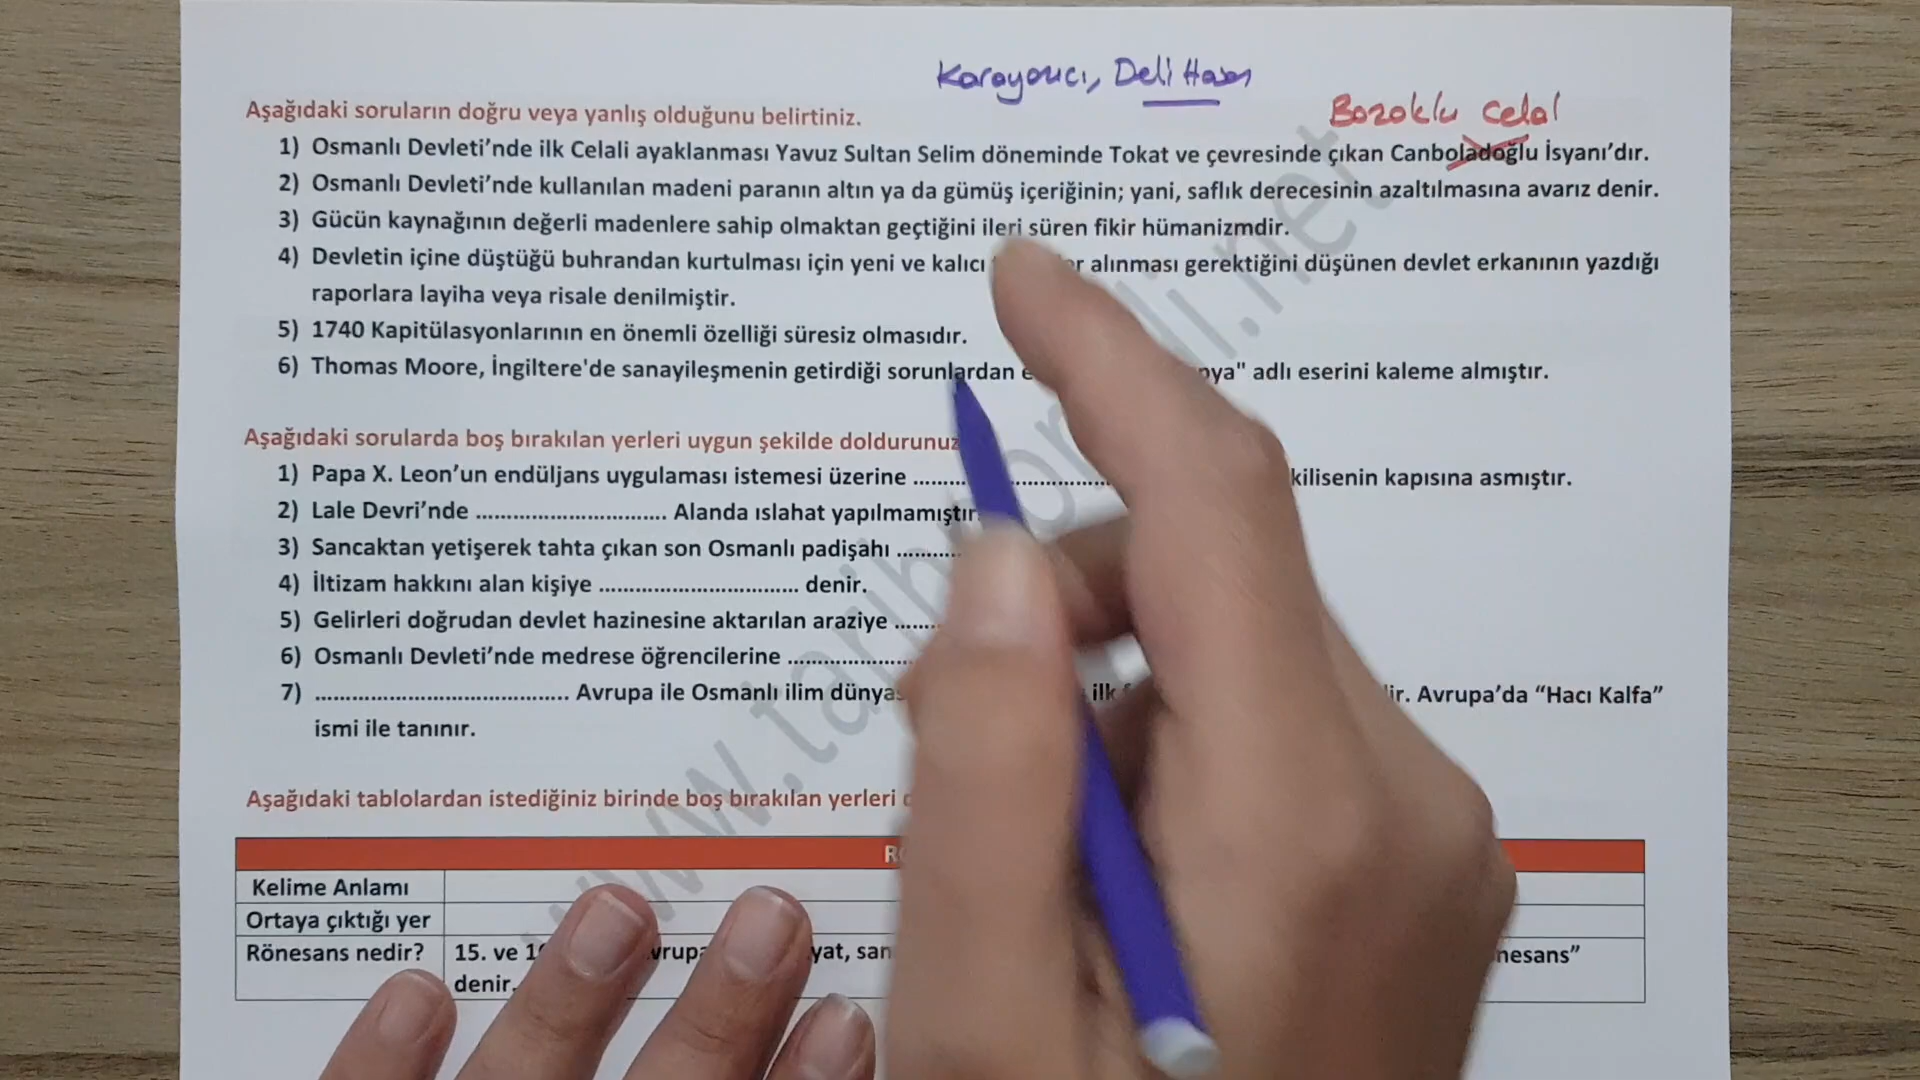 Karayazıcı, Deli Hasan
Bozoklu Celal
Aşağıdaki soruların doğru veya yanlış olduğunu belirtiniz.
1) Osmanlı Devleti’nde ilk Celali ayaklanması Yavuz Sultan Selim döneminde Tokat ve çevresinde çıkan Canboladoğlu İsyanı’dır.
2) Osmanlı Devleti’nde kullanılan madeni paranın altın ya da gümüş içeriğinin; yani, saflık derecesinin azaltılmasına avarız denir.
3) Gücün kaynağının değerli madenlere sahip olmaktan geçtiğini ileri süren fikir hümanizmdir.
4) Devletin içine düştüğü buhrandan kurtulması için yeni ve kalıcı alınması gerektiğini düşünen devlet erkanının yazdığı
raporlara layiha veya risale denilmiştir.
5) 1740 Kapitülasyonlarının en önemli özelliği süresiz olmasıdır.
6) Thomas Moore, İngiltere'de sanayileşmenin getirdiği sorunlardan adlı eserini kaleme almıştır.
Aşağıdaki sorularda boş bırakılan yerleri uygun şekilde doldurunuz
1) Papa X. Leon’un endüljans uygulaması istemesi üzerine .................................... kilisenin kapısına asmıştır.
2) Lale Devri’nde .............................. Alanda ıslahat yapılmamıştır
3) Sancaktan yetişerek tahta çıkan son Osmanlı padişahı ..........
4) İltizam hakkını alan kişiye ................................ denir.
5) Gelirleri doğrudan devlet hazinesine aktarılan araziye .......
6) Osmanlı Devleti’nde medrese öğrencilerine ....................
7) ........................................ Avrupa ile Osmanlı ilim ilk Avrupa’da “Hacı Kalfa”
ismi ile tanınır.
Aşağıdaki tablolardan istediğiniz birinde boş bırakılan yerleri
Kelime Anlamı
Ortaya çıktığı yer
Rönesans nedir? 15. ve
denir.